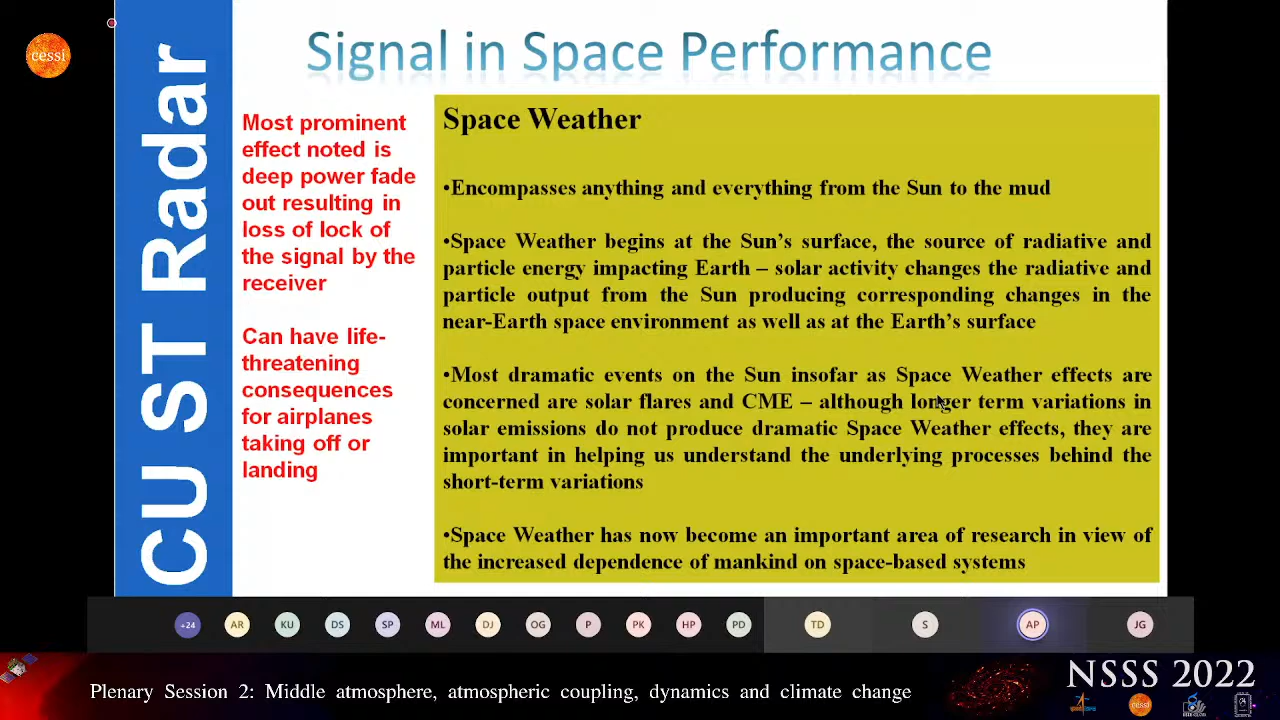 cessi
CU ST Radar
Signal in Space Performance
Most prominent
effect noted is
deep power fade
out resulting in
loss of lock of
the signal by the
receiver
Can have life-
threatening
consequences
for airplanes
taking off or
landing
Space Weather
•Encompasses anything and everything from the Sun to the mud
•Space Weather begins at the Sun's surface, the source of radiative and
particle energy impacting Earth – solar activity changes the radiative and
particle output from the Sun producing corresponding changes in the
near-Earth space environment as well as at the Earth's surface
•Most dramatic events on the Sun insofar as Space Weather effects are
concerned are solar flares and CME – although longer term variations in
solar emissions do not produce dramatic Space Weather effects, they are
important in helping us understand the underlying processes behind the
short-term variations
•Space Weather has now become an important area of research in view of
the increased dependence of mankind on space-based systems
+24 AR KU DS SP ML DJ OG P PK HP PD TD S AP JG
Plenary Session 2: Middle atmosphere, atmospheric coupling, dynamics and climate change
NSSS 2022
cessi